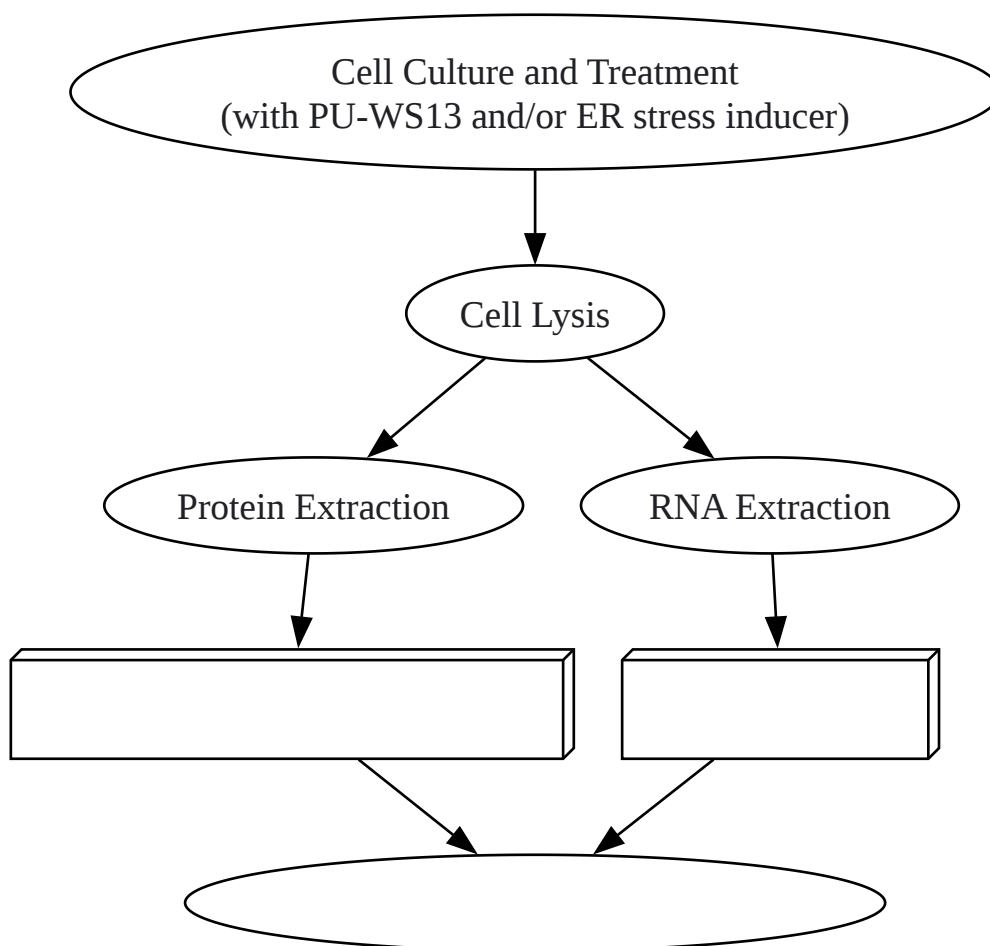 Cell Culture and Treatment
(with PU-WS13 and/or ER stress inducer)
Cell Lysis
Protein Extraction
RNA Extraction